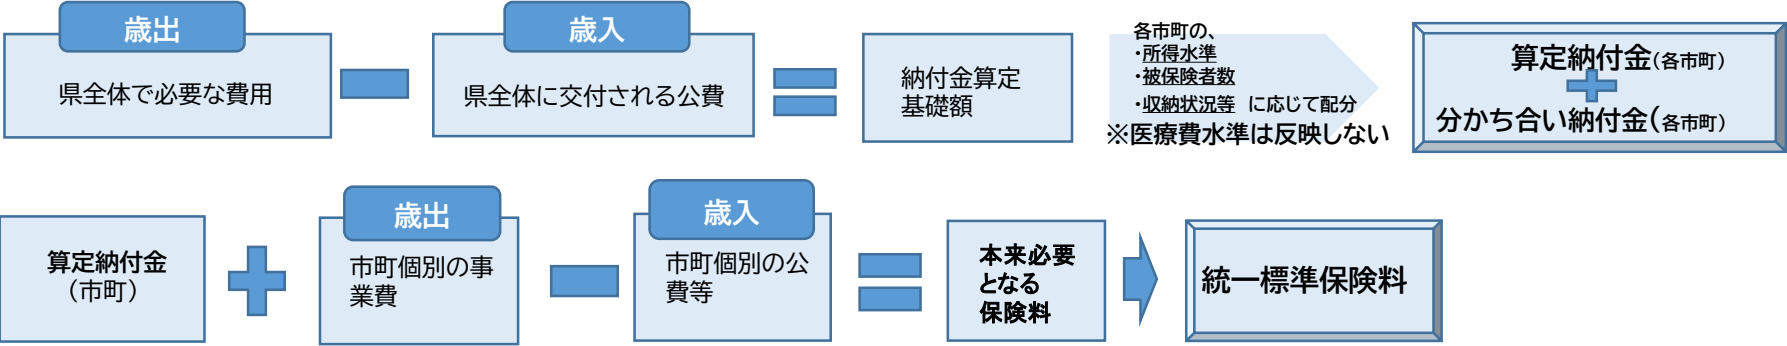 歳出
県全体で必要な費用
歳入
県全体に交付される公費
納付金算定
基礎額
各市町の、
・所得水準
・被保険者数
・収納状況等 に応じて配分
※医療費水準は反映しない
算定納付金(各市町)
分かち合い納付金(各市町)
算定納付金
(市町)
歳出
市町個別の事
業費
歳入
市町個別の公
費等
本来必要
となる
保険料
統一標準保険料